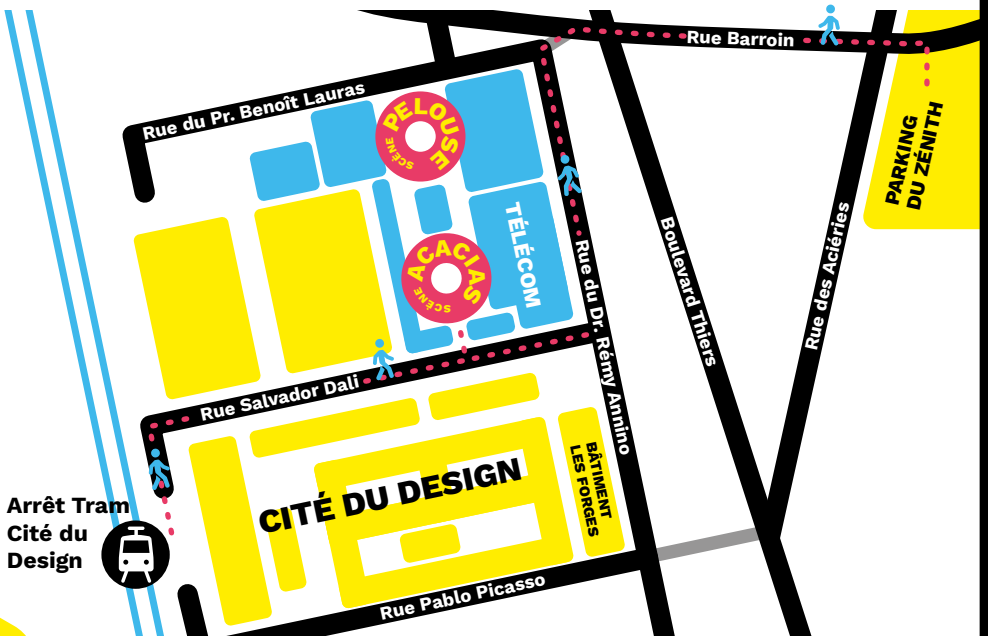 Rue Barroin
Rue du Pr. Benoît Lauras
SCÈNE PELOUSE
PARKING
DU ZÉNITH
TÉLÉCOM
SCÈNE ACACIAS
Rue du Dr. Rémy Annino
Boulevard Thiers
Rue des Aciéries
Rue Salvador Dali
BÂTIMENT
LES FORGES
CITÉ DU DESIGN
Arrêt Tram
Cité du
Design
Rue Pablo Picasso